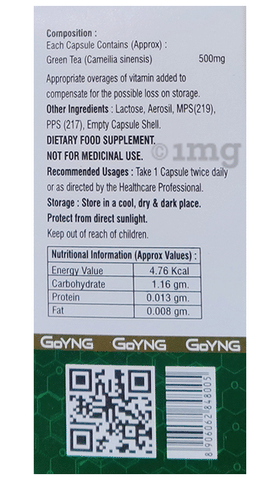 Composition :
Each Capsule Contains (Approx) :
Green Tea (Camellia sinensis) 500mg
Appropriate overages of vitamin added to
compensate for the possible loss on storage.
Other Ingredients : Lactose, Aerosil, MPS(219),
PPS (217), Empty Capsule Shell.
DIETARY FOOD SUPPLEMENT.
NOT FOR MEDICINAL USE.
©1mg
Recommended Usages : Take 1 Capsule twice daily
or as directed by the Healthcare Professional.
Storage : Store in a cool, dry & dark place.
Protect from direct sunlight.
Keep out of reach of children.
Nutritional Information (Approx Values) :
Energy Value 4.76 Kcal
Carbohydrate 1.16 gm.
Protein 0.013 gm.
Fat 0.008 gm.
GoYNG GoYNG GoYNG
8906062848005